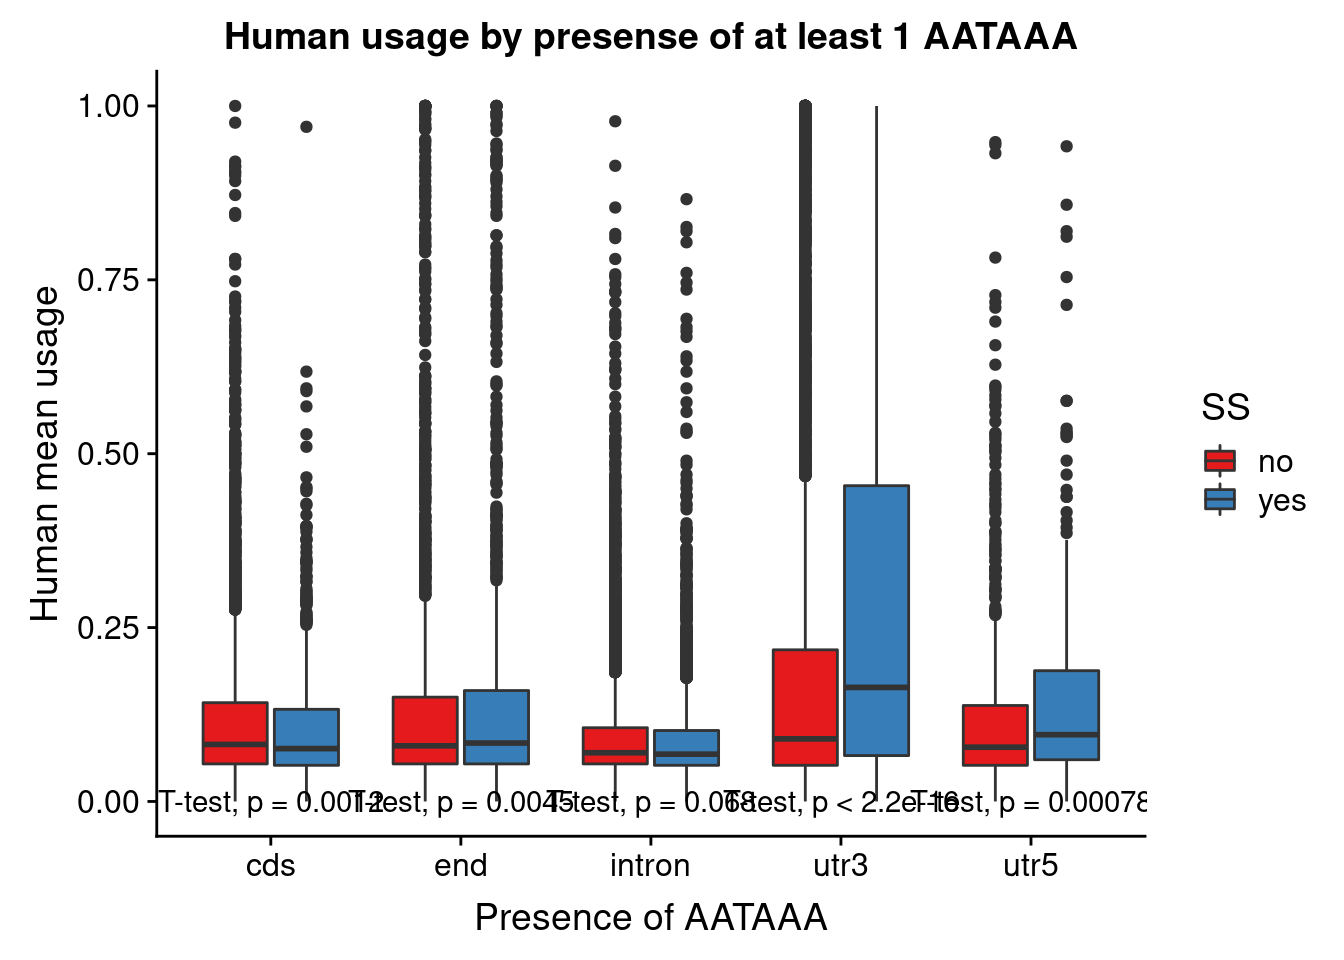 Human usage by presense of at least 1 AATAAA
Human mean usage
1.00
0.75
0.50
0.25
0.00
T-test, p = 0.0012
T-test, p = 0.0045
T-test, p = 0.068
T-test, p < 2.2e-16
T-test, p = 0.00078
cds
end
intron
utr3
utr5
Presence of AATAAA
SS
no
yes